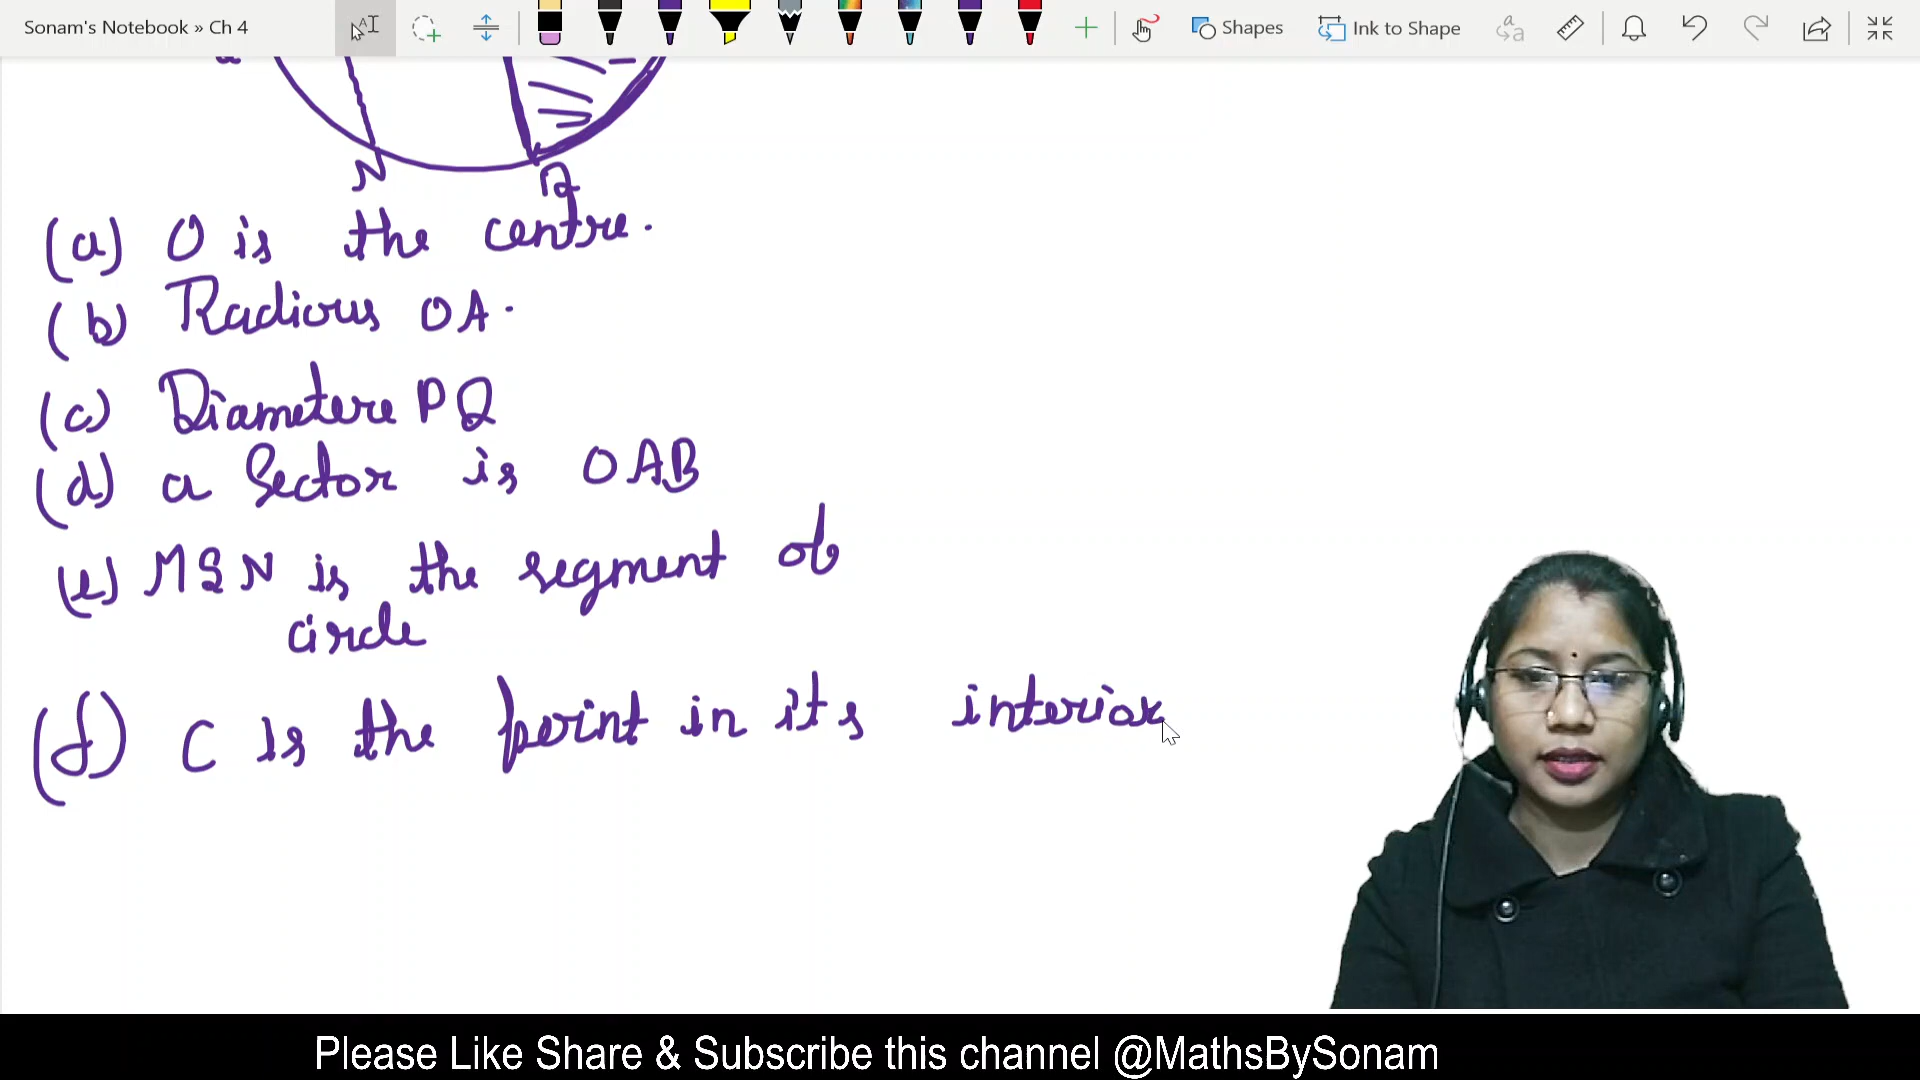 Sonam's Notebook » Ch 4
Shapes
Ink to Shape
N
B
(a) O is the centre.
(b) Radious OA.
(c) Diametere PQ
(d) a Sector is OAB
(e) MSN is the segment of
circle
(f) C is the point in its interior
Please Like Share & Subscribe this channel @MathsBySonam